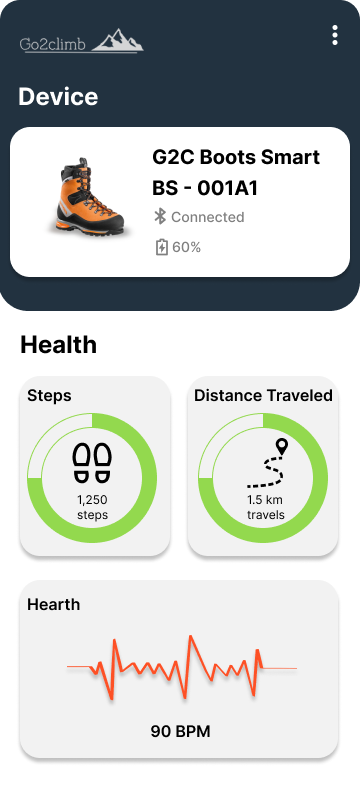 Go2climb
Device
G2C Boots Smart
BS - 001A1
Connected
60%
Health
Steps
1,250
steps
Distance Traveled
1.5 km
travels
Hearth
90 BPM